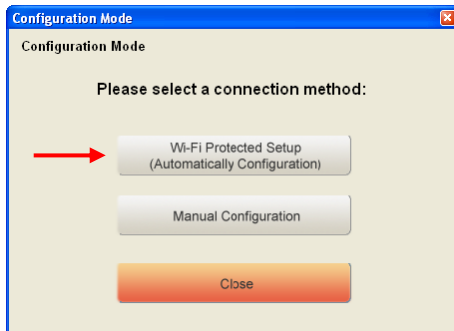 Configuration Mode
Configuration Mode
Please select a connection method:
Wi-Fi Protected Setup
(Automatically Configuration)
Manual Configuration
Close